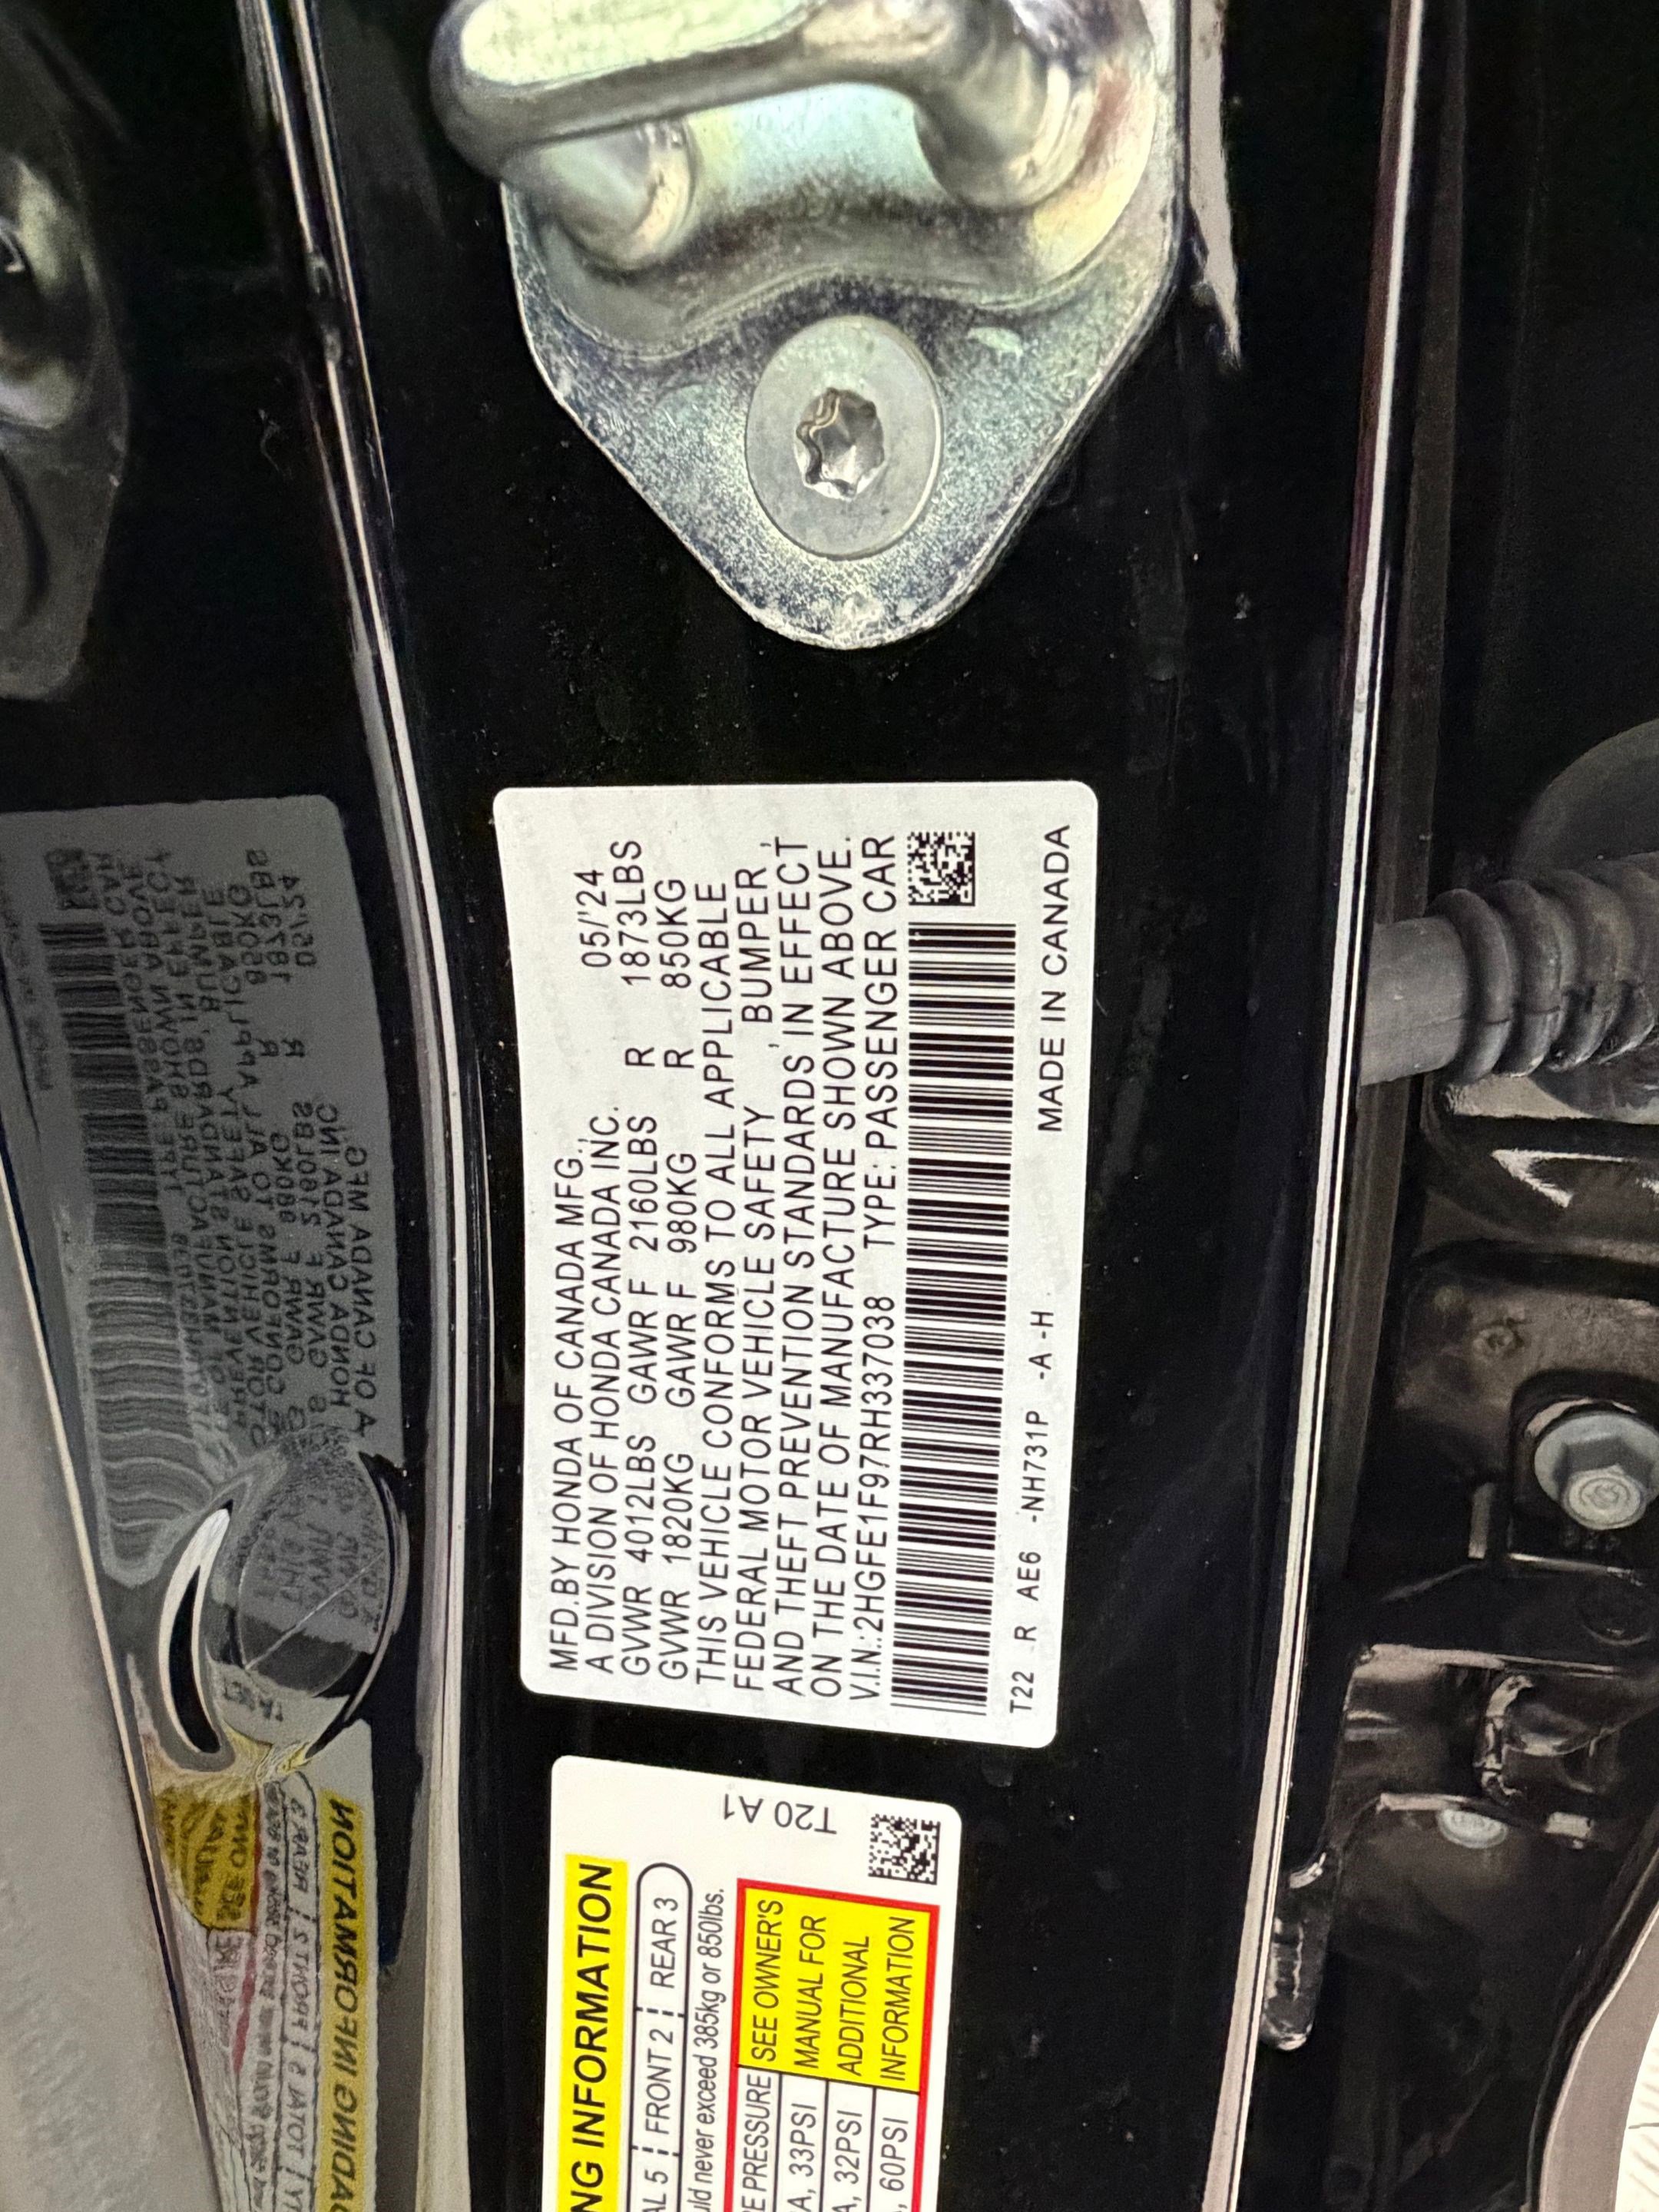 MFD.BY HONDA OF CANADA MFG.,
A DIVISION OF HONDA CANADA INC. 05/'24
GVWR 4012LBS GAWR F 2160LBS R 1873LBS
GVWR 1820KG GAWR F 980KG R 850KG
THIS VEHICLE CONFORMS TO ALL APPLICABLE
FEDERAL MOTOR VEHICLE SAFETY , BUMPER ,
AND THEFT PREVENTION STANDARDS IN EFFECT
ON THE DATE OF MANUFACTURE SHOWN ABOVE.
V.I.N.:2HGFE1F97RH337038 TYPE: PASSENGER CAR
T22 R AE6 -NH731P -A -H MADE IN CANADA
T20 A1
INFORMATION
5 FRONT 2 REAR 3
never exceed 385kg or 850lbs.
PRESSURE SEE OWNER'S
33PSI MANUAL FOR
32PSI ADDITIONAL
60PSI INFORMATION